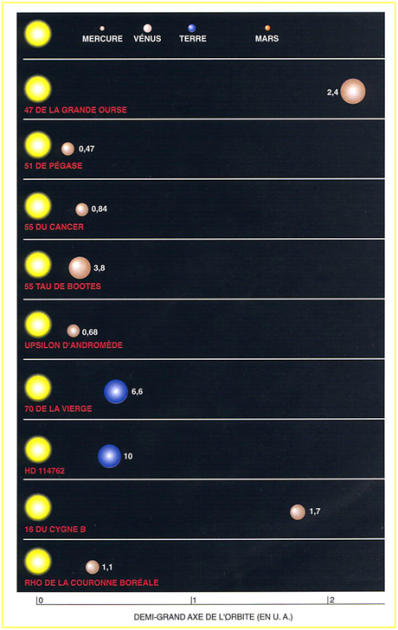 MERCURE VÉNUS TERRE MARS
2,4
47 DE LA GRANDE OURSE
0,47
51 DE PÉGASE
0,84
55 DU CANCER
3,8
55 TAU DE BOOTES
0,68
UPSILON D'ANDROMÈDE
6,6
70 DE LA VIERGE
10
HD 114762
1,7
16 DU CYGNE B
1,1
RHO DE LA COURONNE BORÉALE
0 1 2
DEMI-GRAND AXE DE L'ORBITE (EN U. A.)